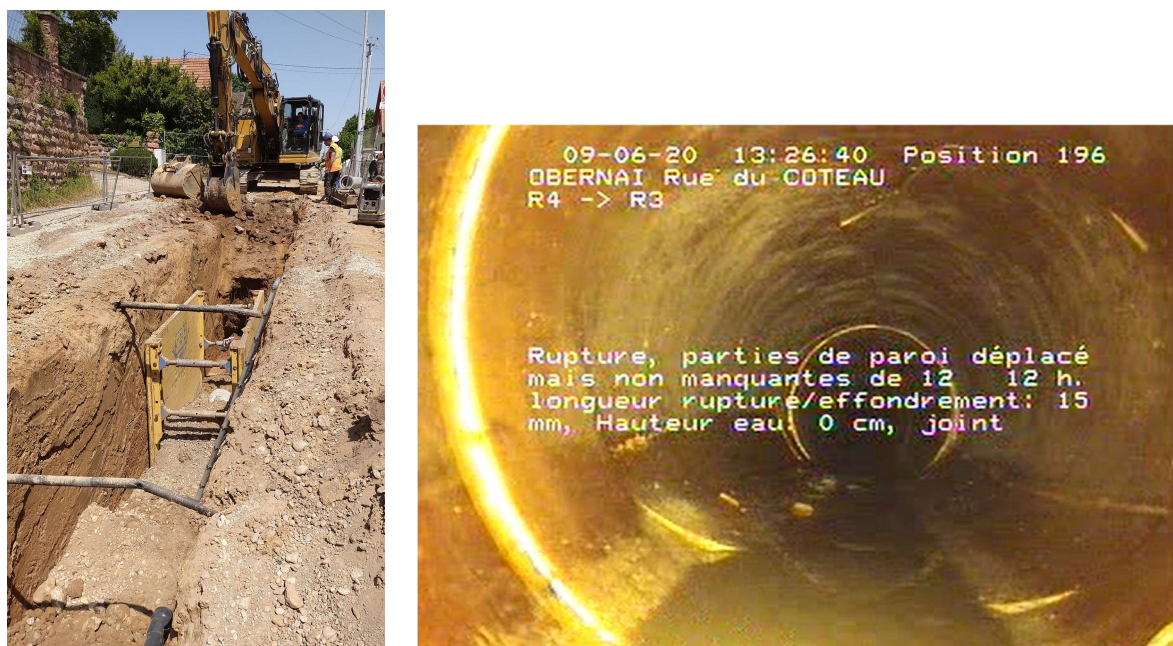 09-06-20 13:26:40 Position 196
OBERNAI Rue du COTEAU
R4 -> R3
Rupture, parties de paroi déplacé
mais non manquantes de 12 12 h.
longueur rupture/effondrement: 15
mm, Hauteur eau: 0 cm, joint